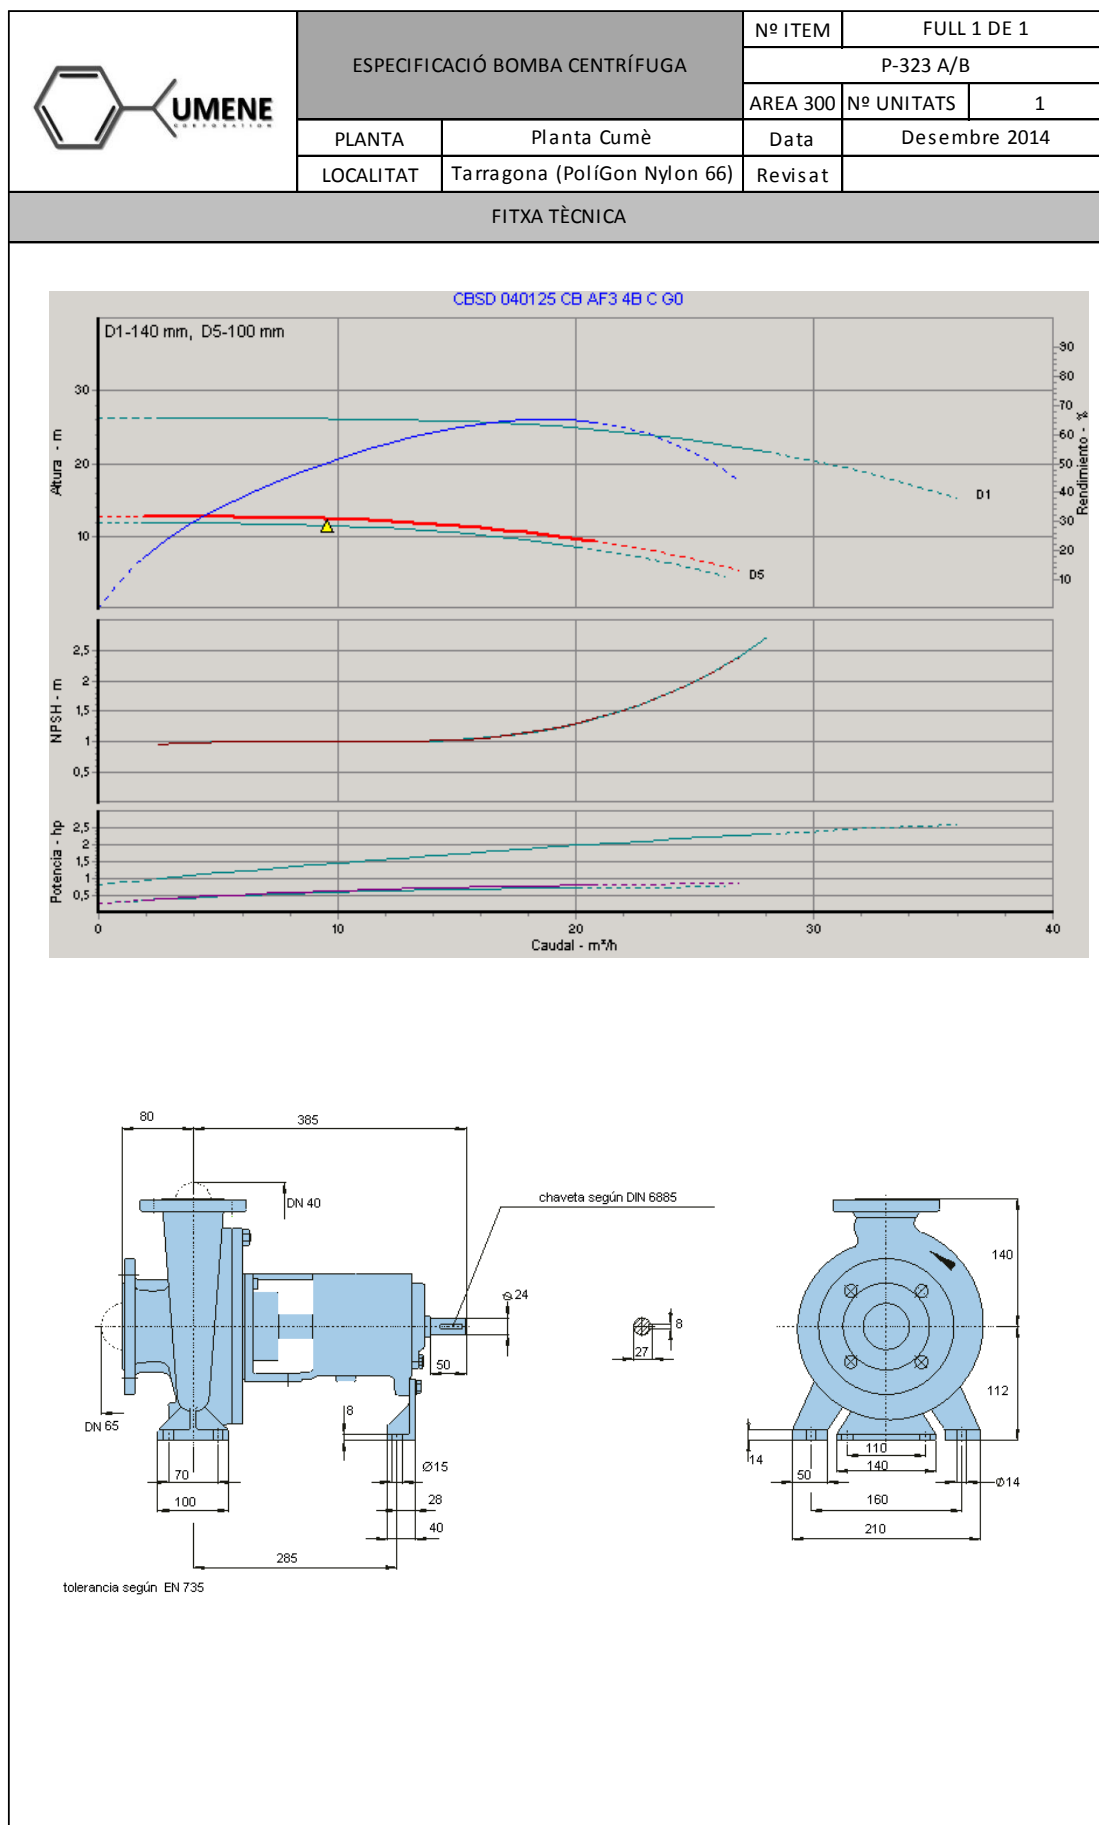 UMENE
CORPORATION
ESPECIFICACIÓ BOMBA CENTRÍFUGA
Nº ITEM
FULL 1 DE 1
P-323 A/B
AREA 300
Nº UNITATS
1
PLANTA
Planta Cumè
Data
Desembre 2014
LOCALITAT
Tarragona (PolíGon Nylon 66)
Revisat
FITXA TÈCNICA
CBSD 040125 CB AF3 4B C G0
D1-140 mm, D5-100 mm
Altura - m
30
20
10
90
80
70
60
50
40
30
20
10
Rendimiento - %
D1
D5
NPSH - m
2,5
2
1,5
1
0,5
Potencia - hp
2,5
2
1,5
1
0,5
0
10
20
30
40
Caudal - m³/h
80
385
DN 40
chaveta según DIN 6885
140
⌀ 24
8
27
50
112
DN 65
8
14
110
70
Ø15
50
140
Ø14
100
28
160
40
210
285
tolerancia según EN 735